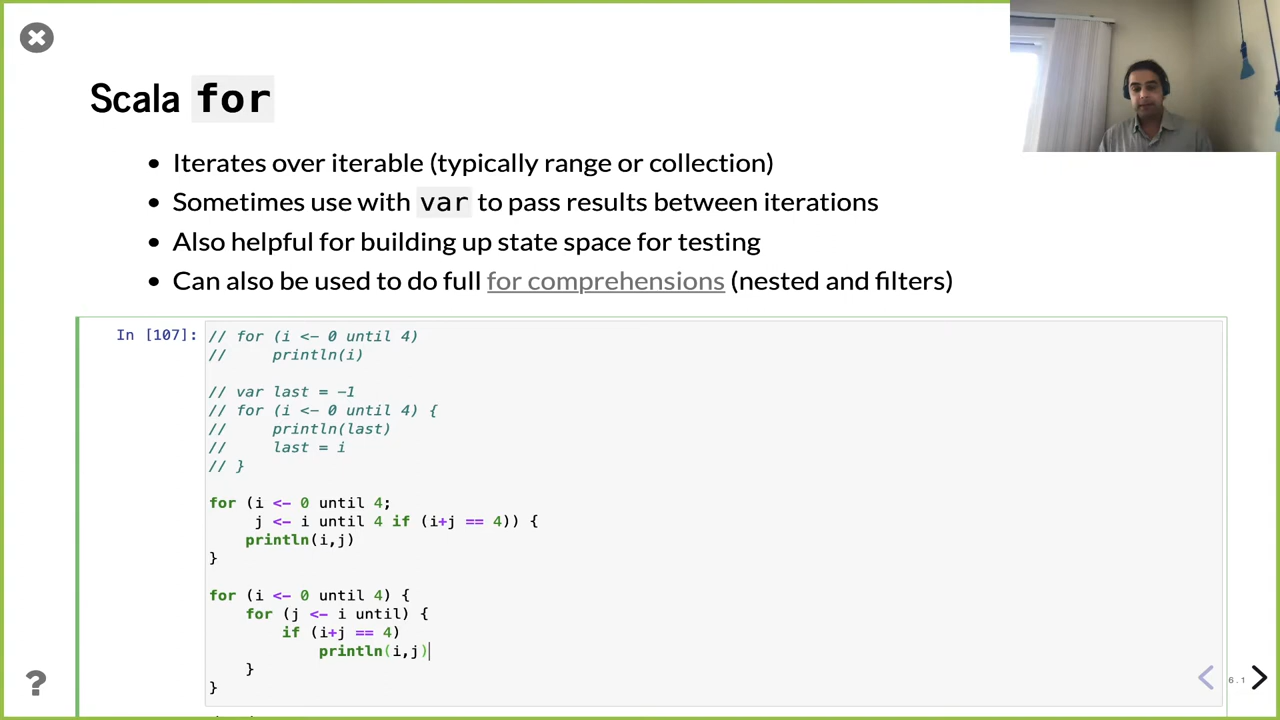 Scala for
• Iterates over iterable (typically range or collection)
• Sometimes use with var to pass results between iterations
• Also helpful for building up state space for testing
• Can also be used to do full for comprehensions (nested and filters)
In [107]:
// for (i <- 0 until 4)
//     println(i)
// var last = -1
// for (i <- 0 until 4) {
//     println(last)
//     last = i
// }
for (i <- 0 until 4;
     j <- i until 4 if (i+j == 4)) {
    println(i,j)
}
for (i <- 0 until 4) {
    for (j <- i until) {
        if (i+j == 4)
            println(i,j)
    }
}
?
6.1